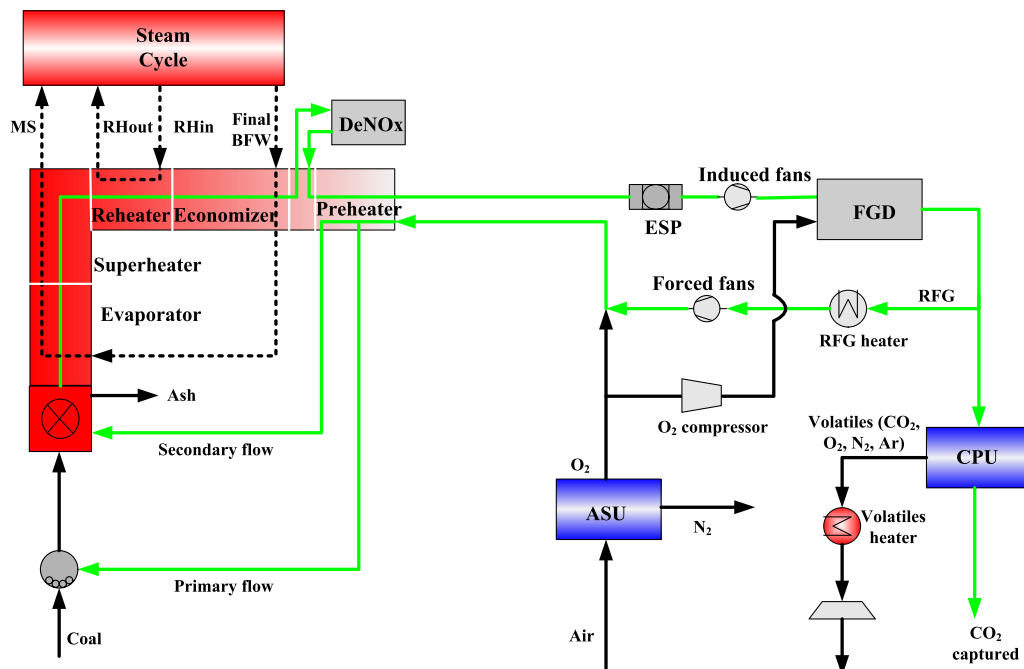 Steam
Cycle
MS
RHout
RHin
Final
BFW
DeNOx
Reheater
Economizer
Preheater
Superheater
Evaporator
Ash
Secondary flow
Primary flow
Coal
ESP
Induced fans
FGD
Forced fans
RFG
RFG heater
O₂ compressor
O₂
ASU
N₂
Air
Volatiles (CO₂,
O₂, N₂, Ar)
CPU
Volatiles
heater
CO₂
captured